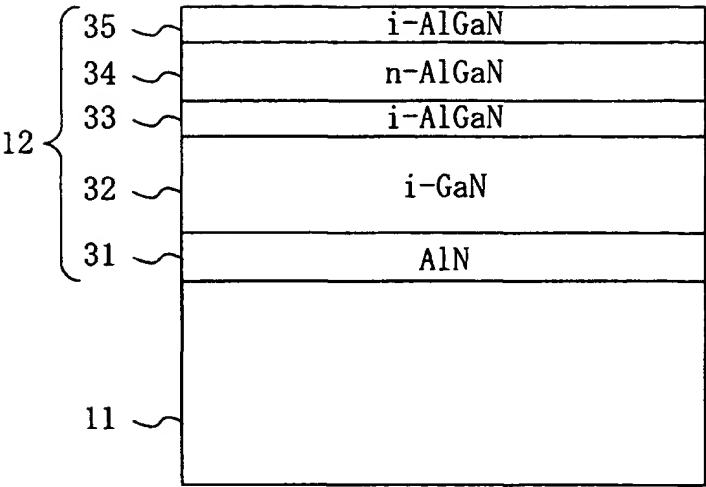 35 i-AlGaN
34 n-AlGaN
33 i-AlGaN
12
32 i-GaN
31 AlN
11